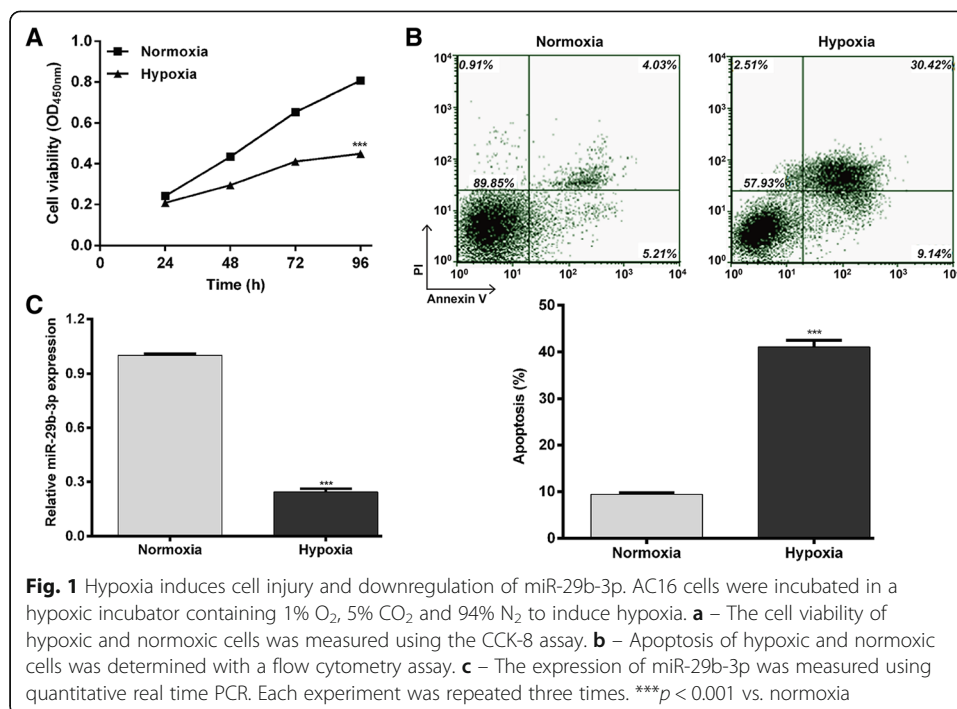 A
1.0
0.8
0.6
0.4
0.2
0.0
Cell viability (OD450nm)
Normoxia
Hypoxia
***
0 24 48 72 96
Time (h)
B
Normoxia
10⁴
10³
10²
10¹
10⁰
0.91% 4.03%
89.85%
5.21%
10⁰ 10¹ 10² 10³ 10⁴
PI
Annexin V
Hypoxia
10⁴
10³
10²
10¹
10⁰
2.51% 30.42%
57.93%
9.14%
10⁰ 10¹ 10² 10³ 10⁴
C
1.2
0.9
0.6
0.3
0.0
Relative miR-29b-3p expression
***
Normoxia Hypoxia
50
40
30
20
10
0
Apoptosis (%)
***
Normoxia Hypoxia
Fig. 1 Hypoxia induces cell injury and downregulation of miR-29b-3p. AC16 cells were incubated in a
hypoxic incubator containing 1% O₂, 5% CO₂ and 94% N₂ to induce hypoxia. a – The cell viability of
hypoxic and normoxic cells was measured using the CCK-8 assay. b – Apoptosis of hypoxic and normoxic
cells was determined with a flow cytometry assay. c – The expression of miR-29b-3p was measured using
quantitative real time PCR. Each experiment was repeated three times. ***p < 0.001 vs. normoxia